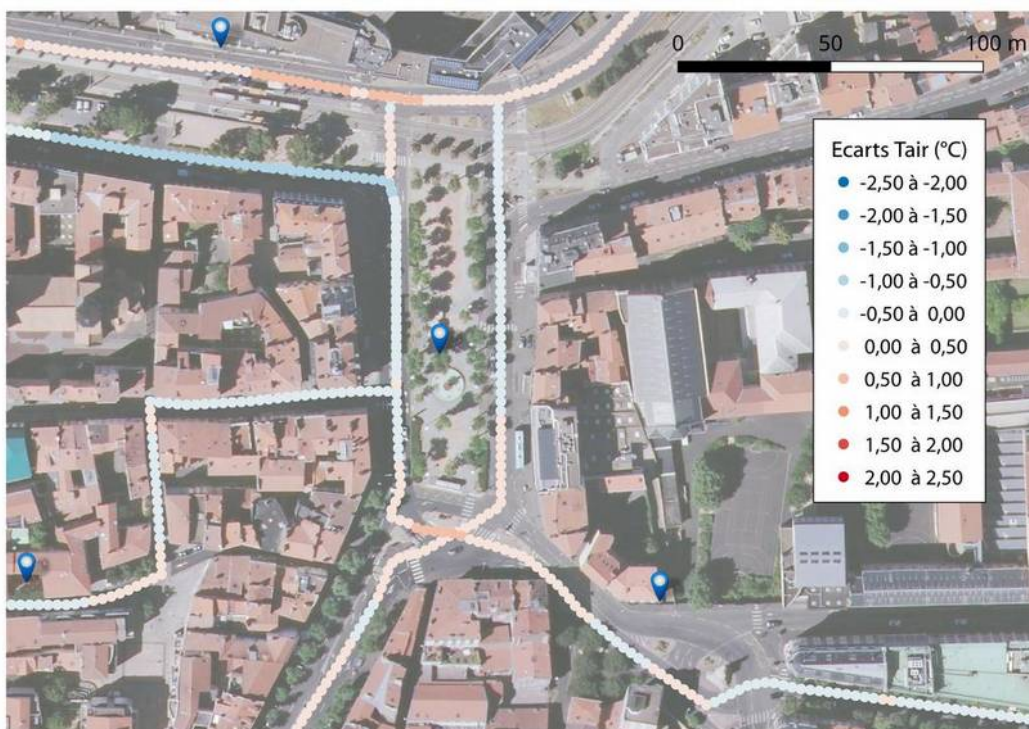 0 50 100 m
Ecarts Tair (°C)
-2,50 à -2,00
-2,00 à -1,50
-1,50 à -1,00
-1,00 à -0,50
-0,50 à 0,00
0,00 à 0,50
0,50 à 1,00
1,00 à 1,50
1,50 à 2,00
2,00 à 2,50